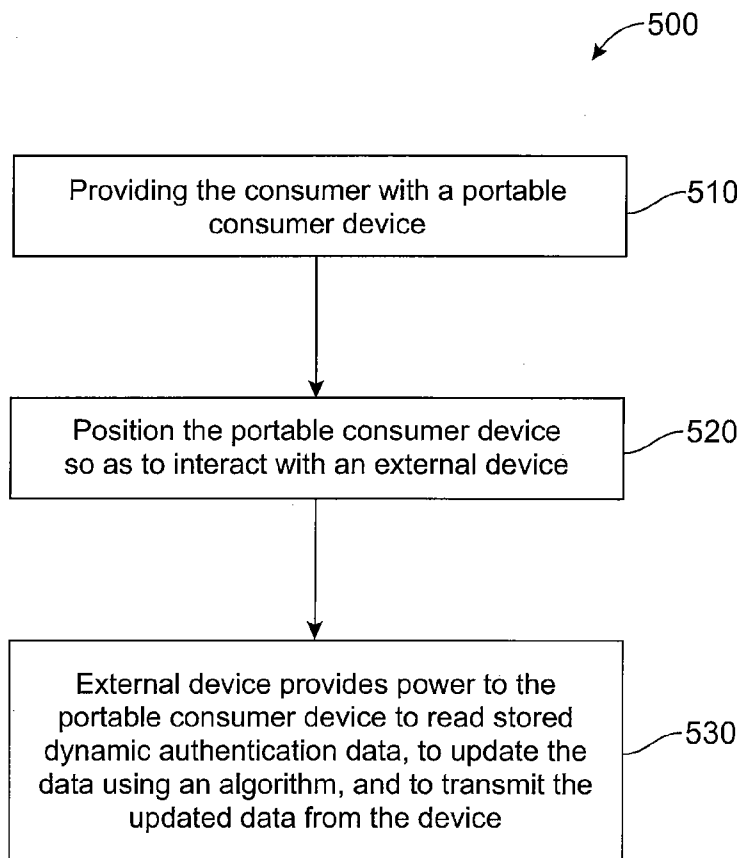 500
Providing the consumer with a portable
consumer device
510
Position the portable consumer device
so as to interact with an external device
520
External device provides power to the
portable consumer device to read stored
dynamic authentication data, to update the
data using an algorithm, and to transmit the
updated data from the device
530